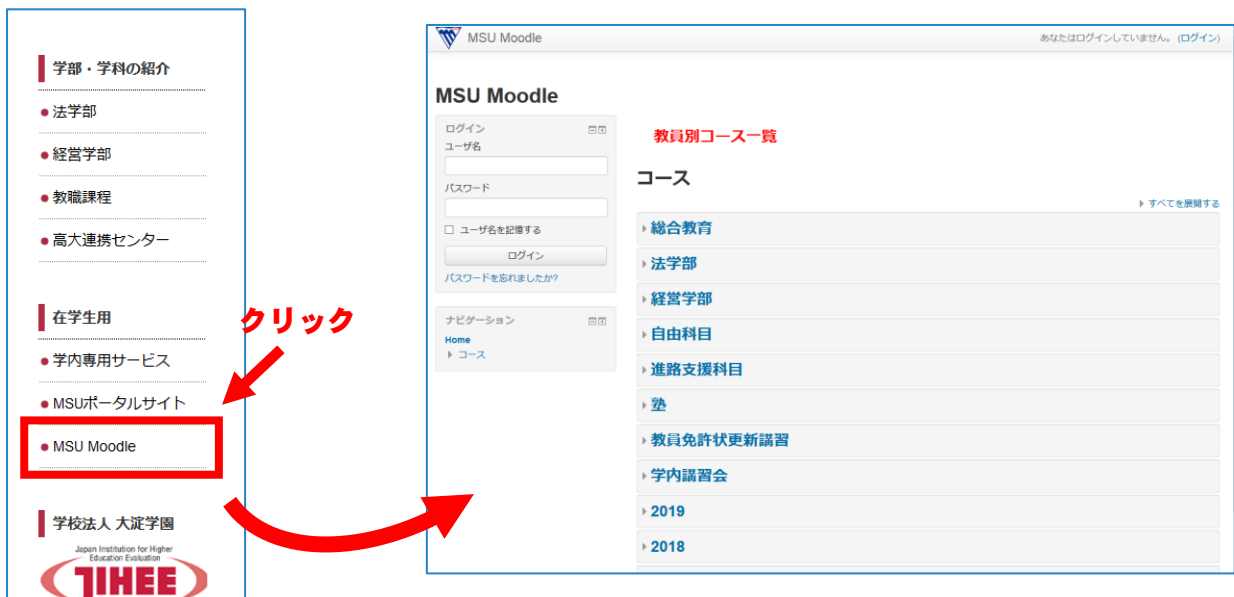 学部・学科の紹介
法学部
経営学部
教職課程
高大連携センター
在学生用
学内専用サービス
MSUポータルサイト
MSU Moodle
学校法人 大淀学園
Japan Institution for Higher
Education Evaluation
JIHEE
クリック
MSU Moodle
あなたはログインしていません。 (ログイン)
MSU Moodle
ログイン
ユーザ名
パスワード
ユーザ名を記憶する
ログイン
パスワードを忘れましたか?
ナビゲーション
Home
コース
教員別コース一覧
コース
すべてを展開する
総合教育
法学部
経営学部
自由科目
進路支援科目
塾
教員免許状更新講習
学内講習会
2019
2018